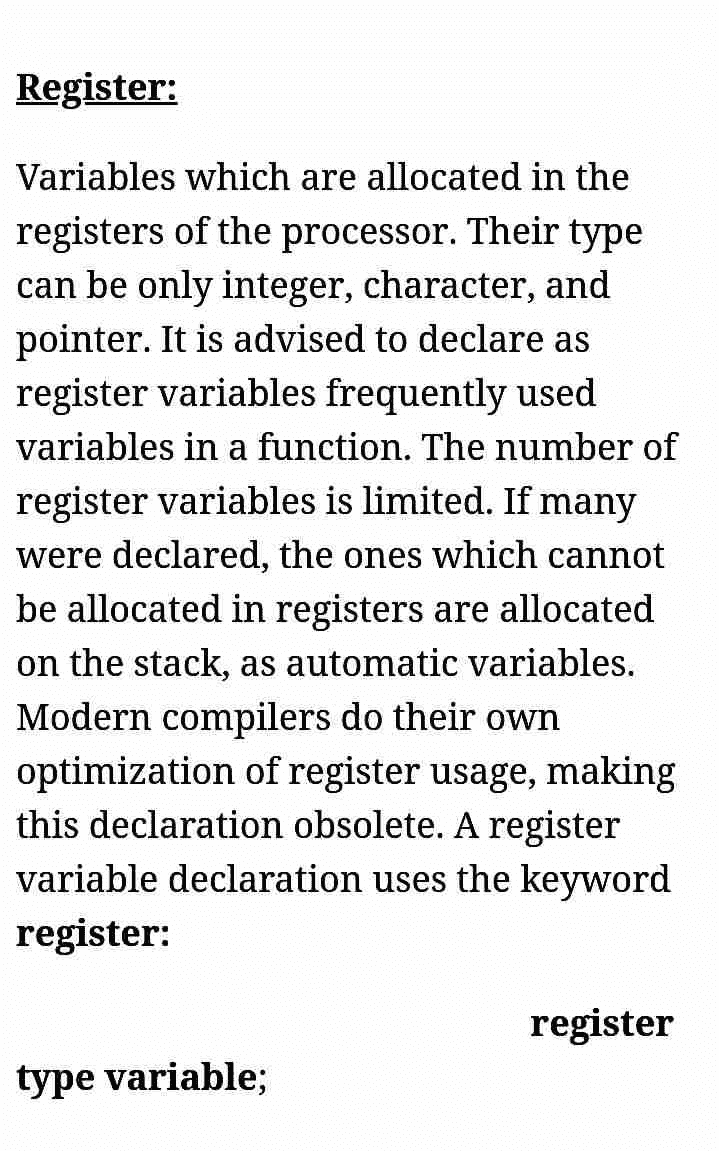 Register:
Variables which are allocated in the
registers of the processor. Their type
can be only integer, character, and
pointer. It is advised to declare as
register variables frequently used
variables in a function. The number of
register variables is limited. If many
were declared, the ones which cannot
be allocated in registers are allocated
on the stack, as automatic variables.
Modern compilers do their own
optimization of register usage, making
this declaration obsolete. A register
variable declaration uses the keyword
register:
register
type variable;